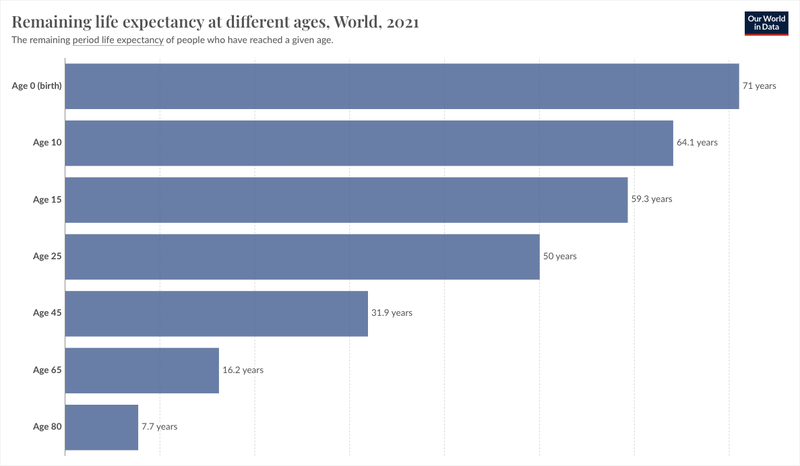 Remaining life expectancy at different ages, World, 2021
Our World
in Data
The remaining period life expectancy of people who have reached a given age.
Age 0 (birth) 71 years
Age 10 64.1 years
Age 15 59.3 years
Age 25 50 years
Age 45 31.9 years
Age 65 16.2 years
Age 80 7.7 years